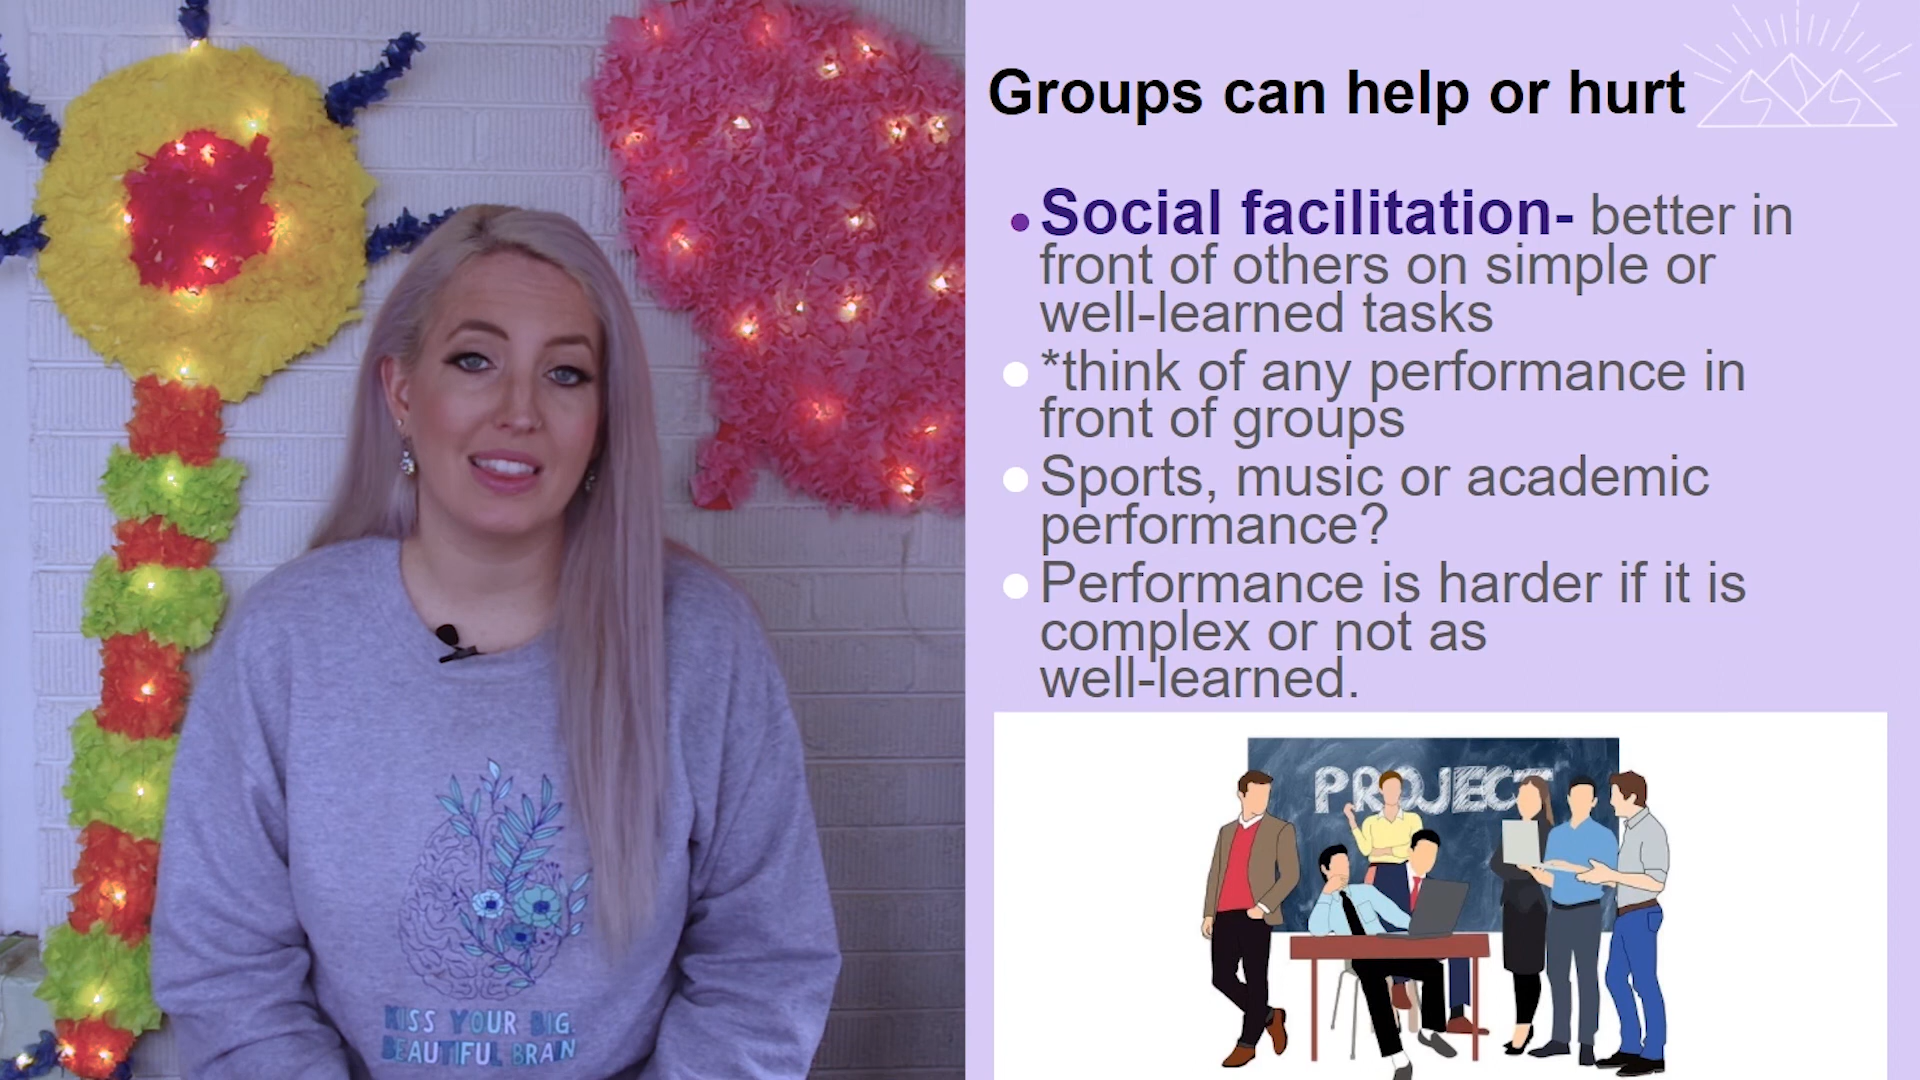 Groups can help or hurt
Social facilitation- better in
front of others on simple or
well-learned tasks
*think of any performance in
front of groups
Sports, music or academic
performance?
Performance is harder if it is
complex or not as
well-learned.
PROJECT
KISS YOUR BIG,
BEAUTIFUL BRAIN